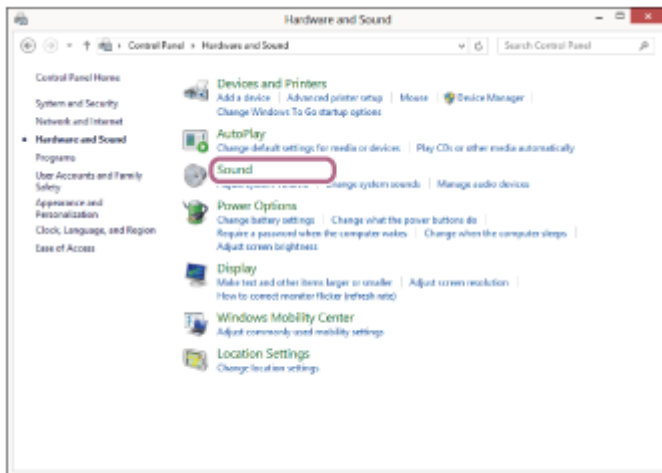 Hardware and Sound
Control Panel › Hardware and Sound
Search Control Panel
Control Panel Home
System and Security
Network and Internet
Hardware and Sound
Programs
User Accounts and Family
Safety
Appearance and
Personalization
Clock, Language, and Region
Ease of Access
Devices and Printers
Add a device | Advanced printer setup | Mouse | Device Manager
Change Windows To Go startup options
AutoPlay
Change default settings for media or devices | Play CDs or other media automatically
Sound
Adjust system volume | Change system sounds | Manage audio devices
Power Options
Change battery settings | Change what the power buttons do
Require a password when the computer wakes | Change when the computer sleeps
Adjust screen brightness
Display
Make text and other items larger or smaller | Adjust screen resolution
How to correct monitor flicker (refresh rate)
Windows Mobility Center
Adjust commonly used mobility settings
Location Settings
Change location settings